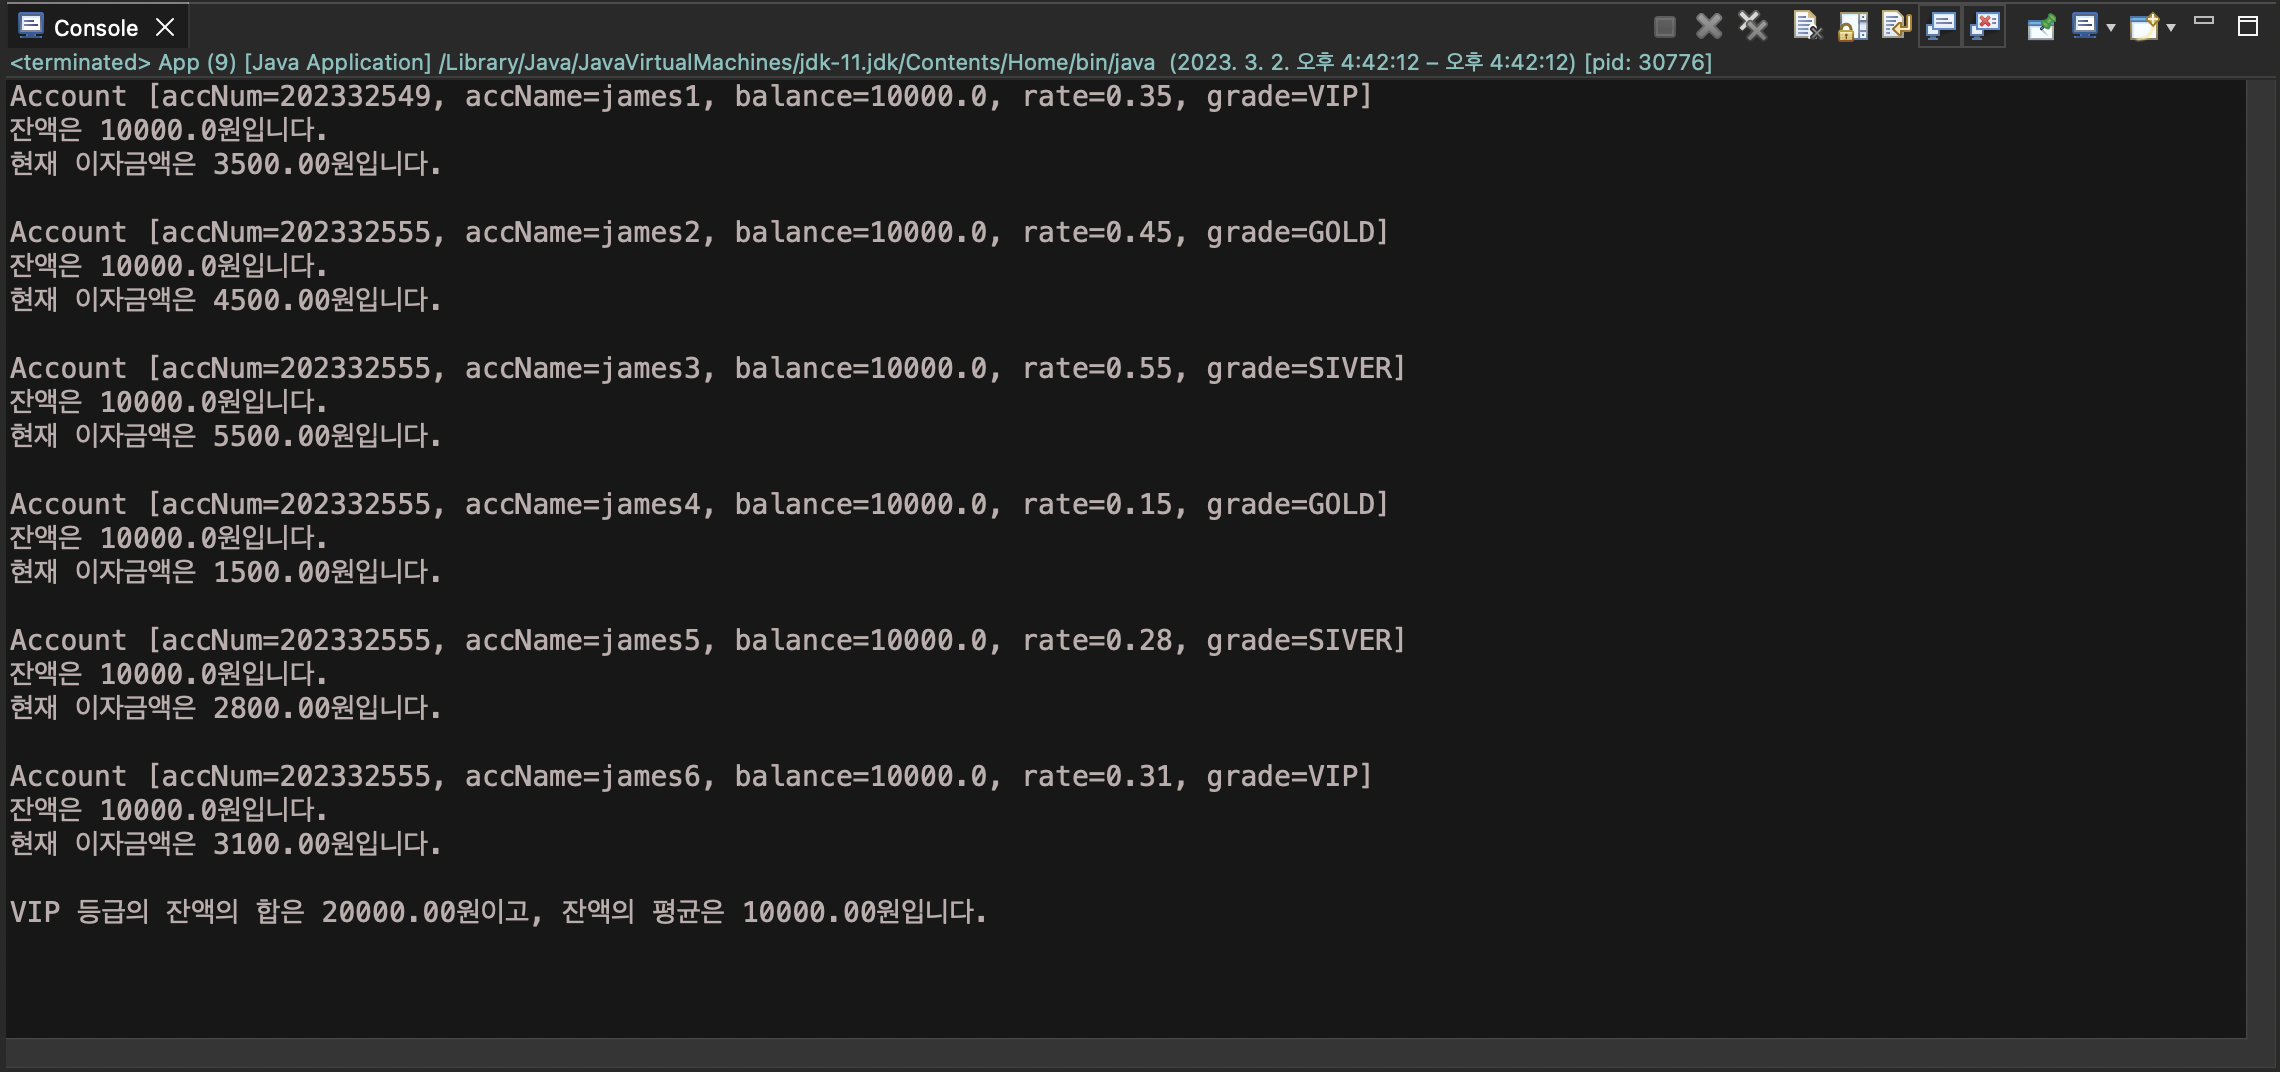 Console
<terminated> App (9) [Java Application] /Library/Java/JavaVirtualMachines/jdk-11.jdk/Contents/Home/bin/java  (2023. 3. 2. 오후 4:42:12 – 오후 4:42:12) [pid: 30776]
Account [accNum=202332549, accName=james1, balance=10000.0, rate=0.35, grade=VIP]
잔액은 10000.0원입니다.
현재 이자금액은 3500.00원입니다.
Account [accNum=202332555, accName=james2, balance=10000.0, rate=0.45, grade=GOLD]
잔액은 10000.0원입니다.
현재 이자금액은 4500.00원입니다.
Account [accNum=202332555, accName=james3, balance=10000.0, rate=0.55, grade=SIVER]
잔액은 10000.0원입니다.
현재 이자금액은 5500.00원입니다.
Account [accNum=202332555, accName=james4, balance=10000.0, rate=0.15, grade=GOLD]
잔액은 10000.0원입니다.
현재 이자금액은 1500.00원입니다.
Account [accNum=202332555, accName=james5, balance=10000.0, rate=0.28, grade=SIVER]
잔액은 10000.0원입니다.
현재 이자금액은 2800.00원입니다.
Account [accNum=202332555, accName=james6, balance=10000.0, rate=0.31, grade=VIP]
잔액은 10000.0원입니다.
현재 이자금액은 3100.00원입니다.
VIP 등급의 잔액의 합은 20000.00원이고, 잔액의 평균은 10000.00원입니다.